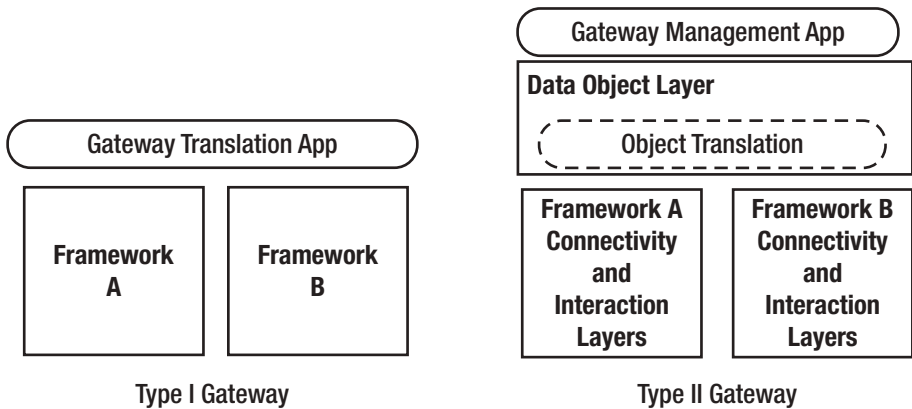 Gateway Translation App
Framework
A
Framework
B
Type I Gateway
Gateway Management App
Data Object Layer
Object Translation
Framework A
Connectivity
and
Interaction
Layers
Framework B
Connectivity
and
Interaction
Layers
Type II Gateway